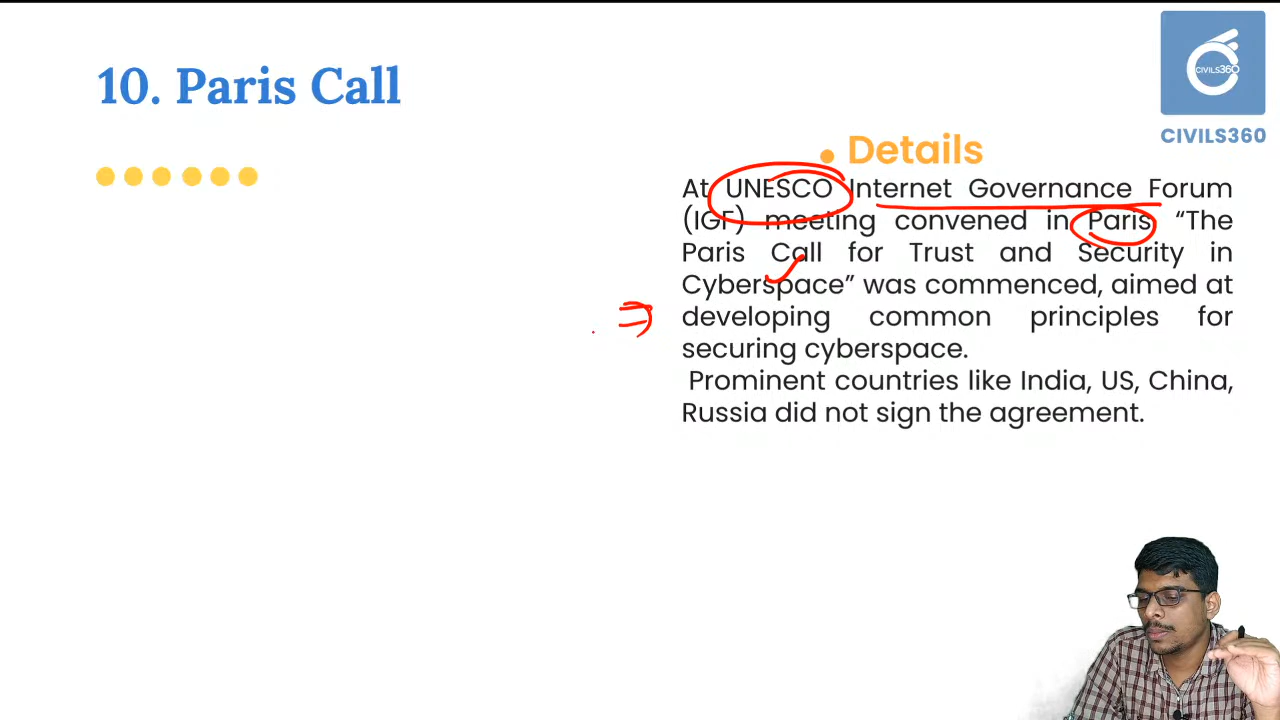 10. Paris Call
CIVILS360
CIVILS360
Details
At UNESCO Internet Governance Forum
(IGF) meeting convened in Paris “The
Paris Call for Trust and Security in
Cyberspace” was commenced, aimed at
developing common principles for
securing cyberspace.
Prominent countries like India, US, China,
Russia did not sign the agreement.